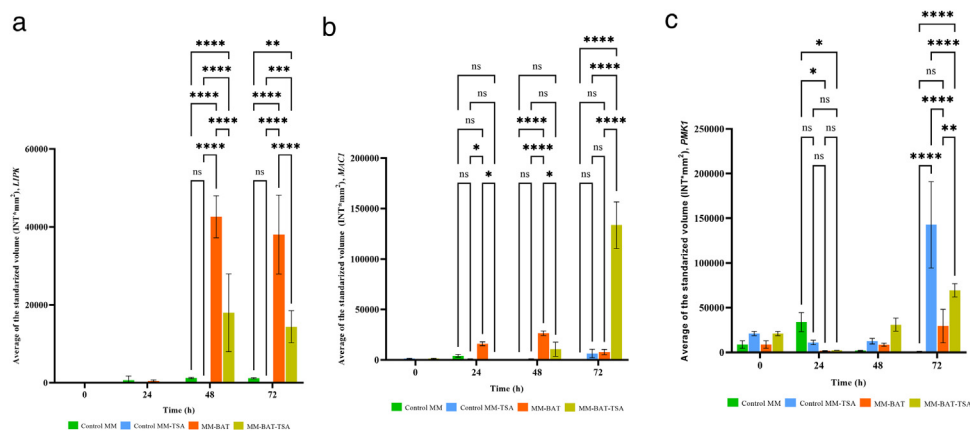 a
**** **
**** ***
**** ****
**** ****
**** ****
ns ns
Average of the standarized volume (INT*mm²), LIPK
60000
40000
20000
0
0 24 48 72
Time (h)
Control MM Control MM-TSA MM-BAT MM-BAT-TSA
b
****
ns ns ****
ns
ns ns
ns **** ****
* **** ns
ns * ns * ns
Average of the standarized volume (INT*mm²), MAC1
200000
150000
100000
50000
0
0 24 48 72
Time (h)
Control MM Control MM-TSA MM-BAT MM-BAT-TSA
c
****
* ****
* ns
ns ****
ns ns **
ns ****
Average of the standarized volume (INT*mm²), PMK1
250000
200000
150000
100000
50000
0
0 24 48 72
Time (h)
Control MM Control MM-TSA MM-BAT MM-BAT-TSA